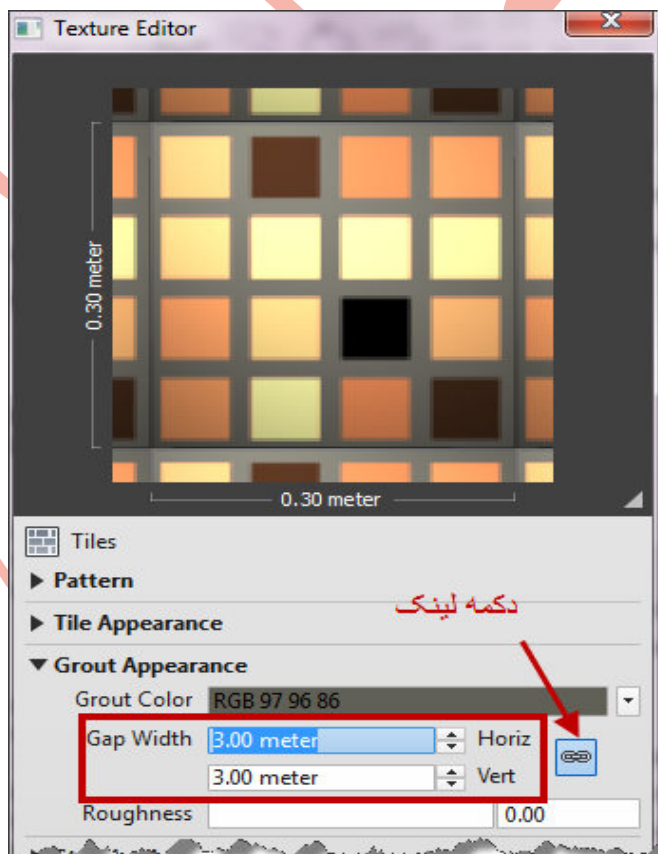 Texture Editor
0.30 meter
0.30 meter
Tiles
Pattern
Tile Appearance
دکمه لینک
Grout Appearance
Grout Color RGB 97 96 86
Gap Width 3.00 meter Horiz
3.00 meter Vert
Roughness 0.00